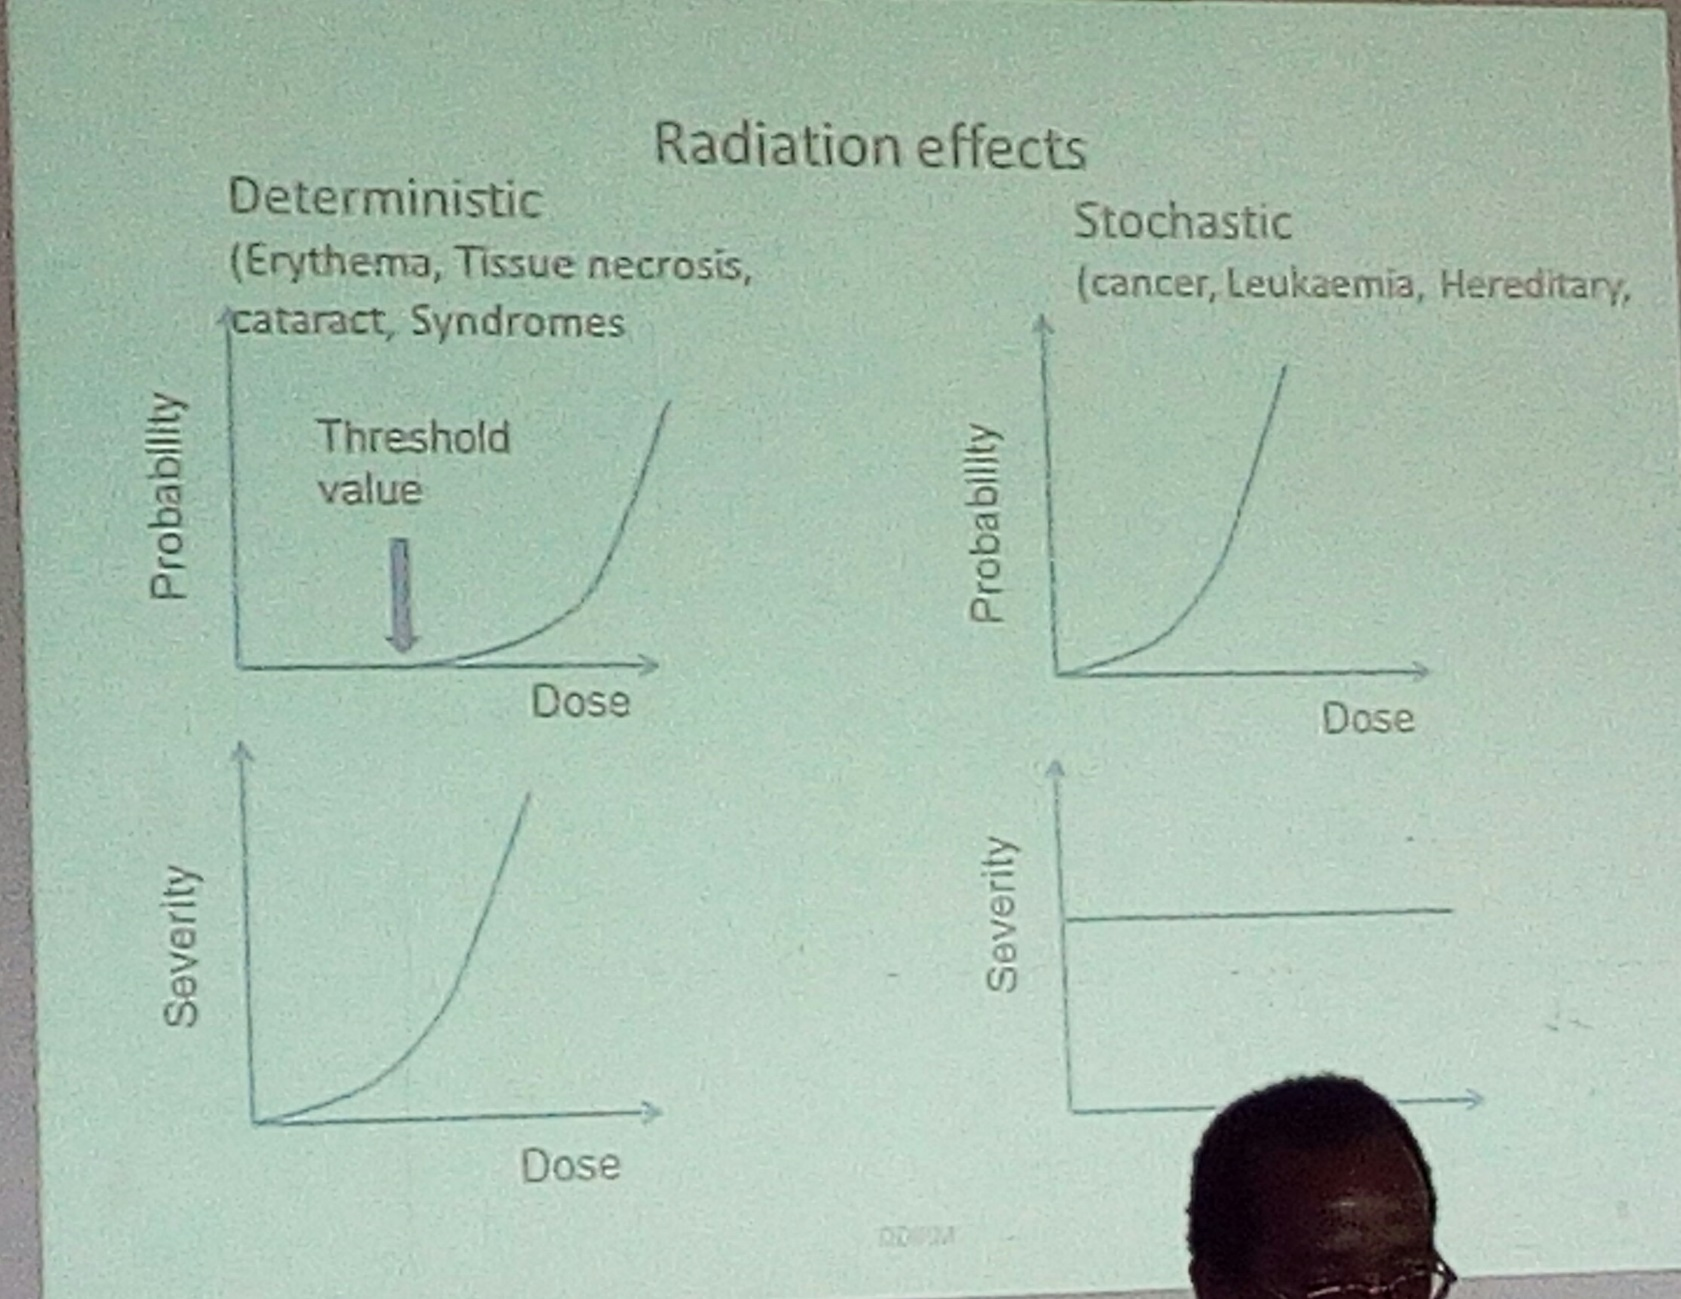 Radiation effects
Deterministic
(Erythema, Tissue necrosis,
cataract, Syndromes
Probability
Threshold
value
Dose
Severity
Dose
Stochastic
(cancer, Leukaemia, Hereditary,
Probability
Dose
Severity